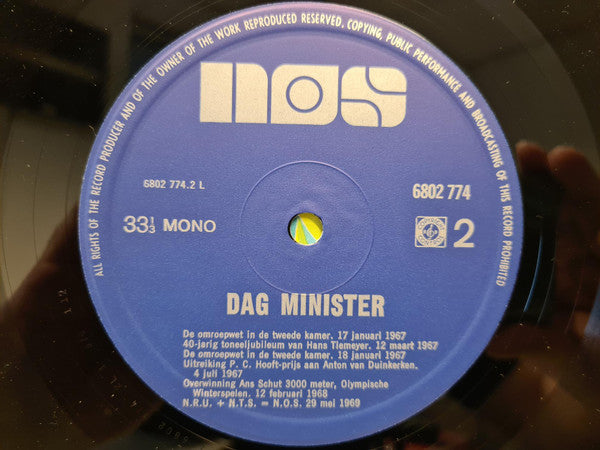 ALL RIGHTS OF THE RECORD PRODUCER AND OF THE OWNER OF THE WORK REPRODUCED RESERVED. COPYING, PUBLIC PERFORMANCE AND BROADCASTING OF THIS RECORD PROHIBITED
nos
6802 774.2 L
6802 774
33⅓ MONO
2
DAG MINISTER
De omroepwet in de tweede kamer. 17 januari 1967
40-jarig toneeljubileum van Hans Tiemeyer. 12 maart 1967
De omroepwet in de tweede kamer. 18 januari 1967
Uitreiking P. C. Hooft-prijs aan Anton van Duinkerken.
4 juli 1967
Overwinning Ans Schut 3000 meter, Olympische
Winterspelen. 12 februari 1968
N.R.U. + N.T.S. = N.O.S. 29 mei 1969